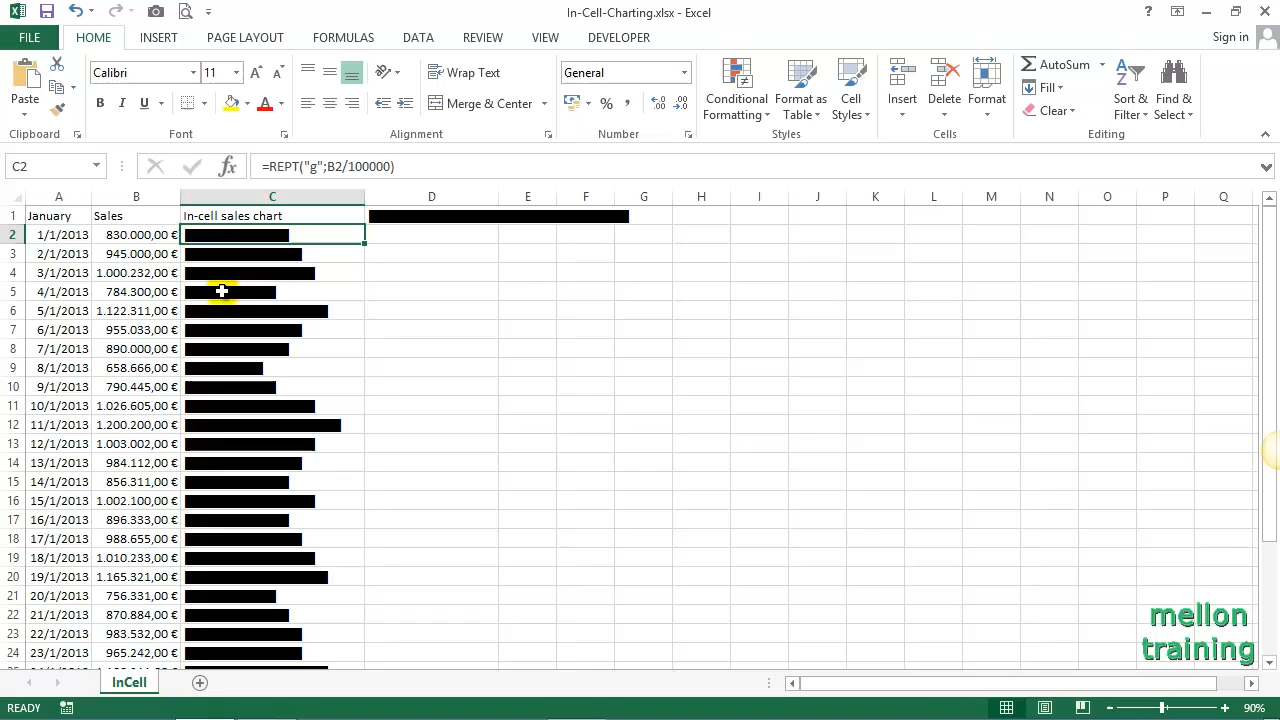 In-Cell-Charting.xlsx - Excel
FILE HOME INSERT PAGE LAYOUT FORMULAS DATA REVIEW VIEW DEVELOPER Sign in
Paste
Calibri 11
B I U
Wrap Text
Merge & Center
General
% ,
Conditional Formatting
Format as Table
Cell Styles
Insert Delete Format
AutoSum
Fill
Clear
Sort & Filter
Find & Select
Clipboard Font Alignment Number Styles Cells Editing
C2 fx =REPT("g";B2/100000)
A B C D E F G H I J K L M N O P Q
1 January Sales In-cell sales chart
2 1/1/2013 830.000,00 €
3 2/1/2013 945.000,00 €
4 3/1/2013 1.000.232,00 €
5 4/1/2013 784.300,00 €
6 5/1/2013 1.122.311,00 €
7 6/1/2013 955.033,00 €
8 7/1/2013 890.000,00 €
9 8/1/2013 658.666,00 €
10 9/1/2013 790.445,00 €
11 10/1/2013 1.026.605,00 €
12 11/1/2013 1.200.200,00 €
13 12/1/2013 1.003.002,00 €
14 13/1/2013 984.112,00 €
15 14/1/2013 856.311,00 €
16 15/1/2013 1.002.100,00 €
17 16/1/2013 896.333,00 €
18 17/1/2013 988.655,00 €
19 18/1/2013 1.010.233,00 €
20 19/1/2013 1.165.321,00 €
21 20/1/2013 756.331,00 €
22 21/1/2013 870.884,00 €
23 22/1/2013 983.532,00 €
24 23/1/2013 965.242,00 €
mellon
training
InCell
READY 90%